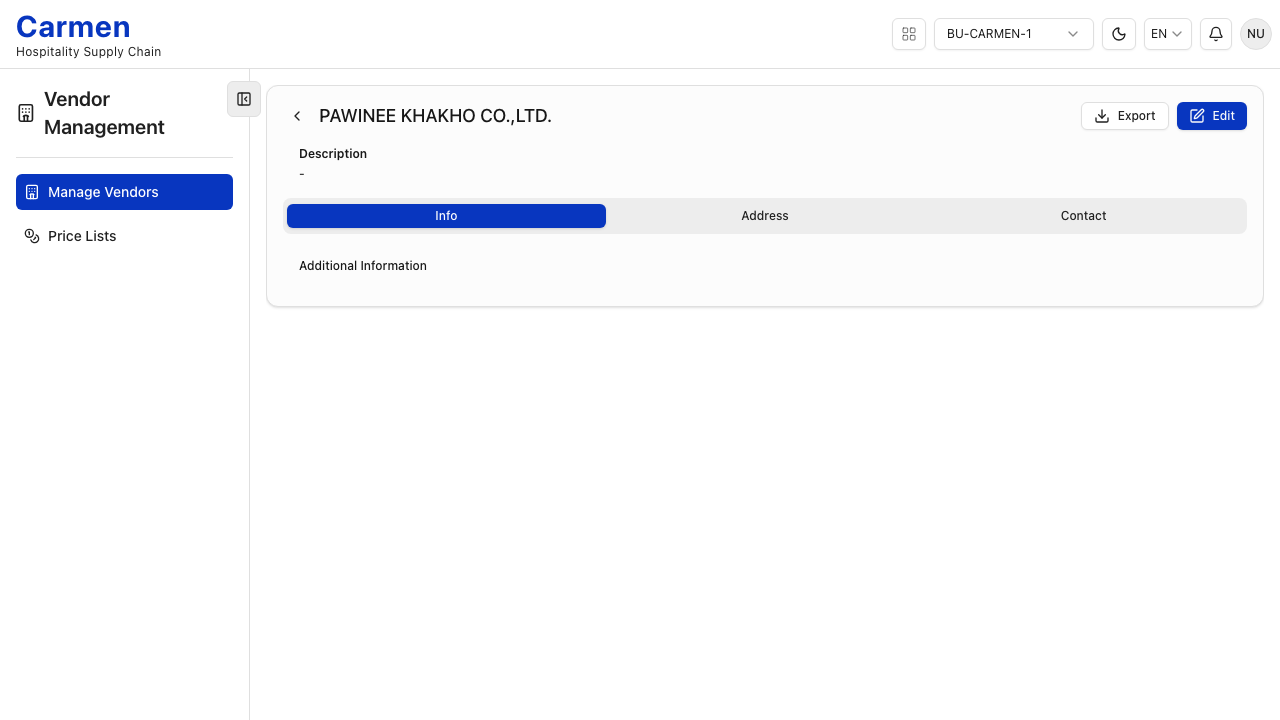 Carmen
Hospitality Supply Chain
BU-CARMEN-1
EN
NU
Vendor
Management
Manage Vendors
Price Lists
PAWINEE KHAKHO CO.,LTD.
Export
Edit
Description
-
Info
Address
Contact
Additional Information